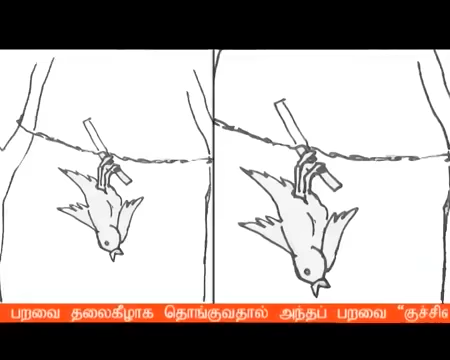 பறவை தலைகீழாக தொங்குவதால் அந்தப் பறவை “குச்சி